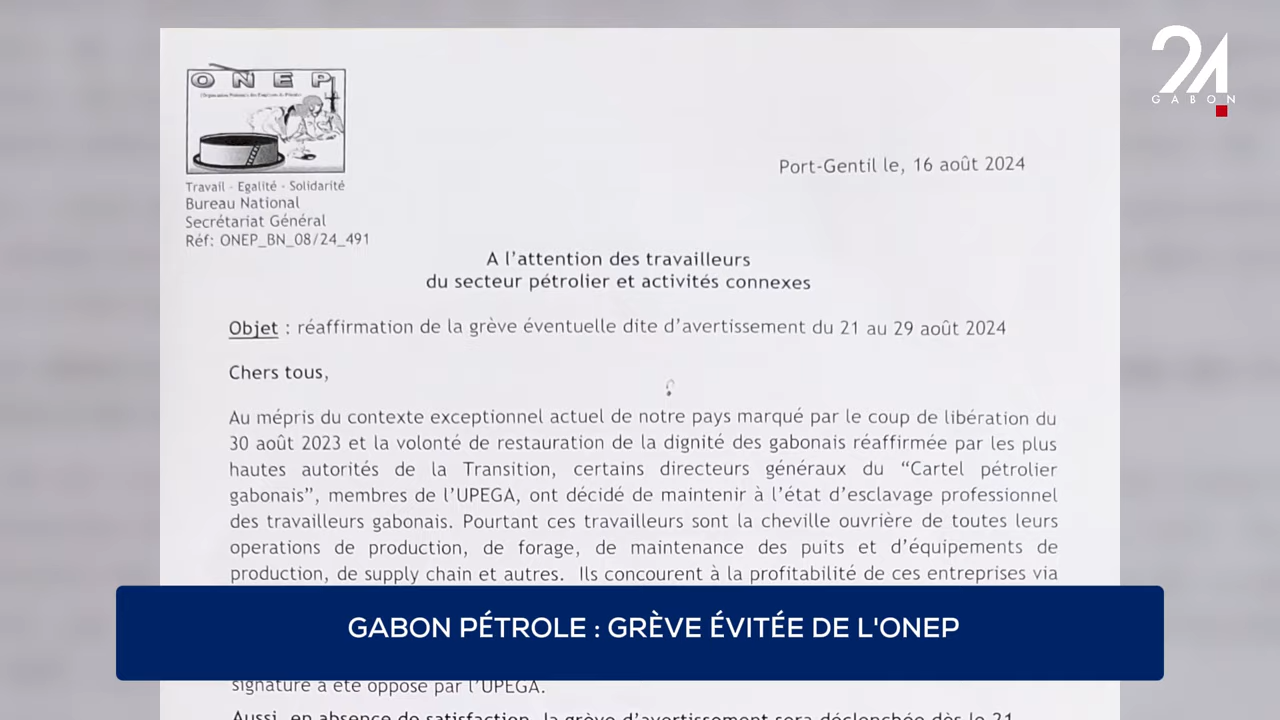 24
GABON
ONEP
Travail - Egalité - Solidarité
Bureau National
Secrétariat Général
Réf: ONEP_BN_08/24_491
Port-Gentil le, 16 août 2024
A l’attention des travailleurs
du secteur pétrolier et activités connexes
Objet : réaffirmation de la grève éventuelle dite d’avertissement du 21 au 29 août 2024
Chers tous,
Au mépris du contexte exceptionnel actuel de notre pays marqué par le coup de libération du
30 août 2023 et la volonté de restauration de la dignité des gabonais réaffirmée par les plus
hautes autorités de la Transition, certains directeurs généraux du “Cartel pétrolier
gabonais”, membres de l’UPEGA, ont décidé de maintenir à l’état d’esclavage professionnel
des travailleurs gabonais. Pourtant ces travailleurs sont la cheville ouvrière de toutes leurs
operations de production, de forage, de maintenance des puits et d’équipements de
production, de supply chain et autres. Ils concourent à la profitabilité de ces entreprises via
GABON PÉTROLE : GRÈVE ÉVITÉE DE L'ONEP
signature a été opposé par l’UPEGA.
Aussi, en absence de satisfaction, la grève d’avertissement sera déclenchée dès le 21